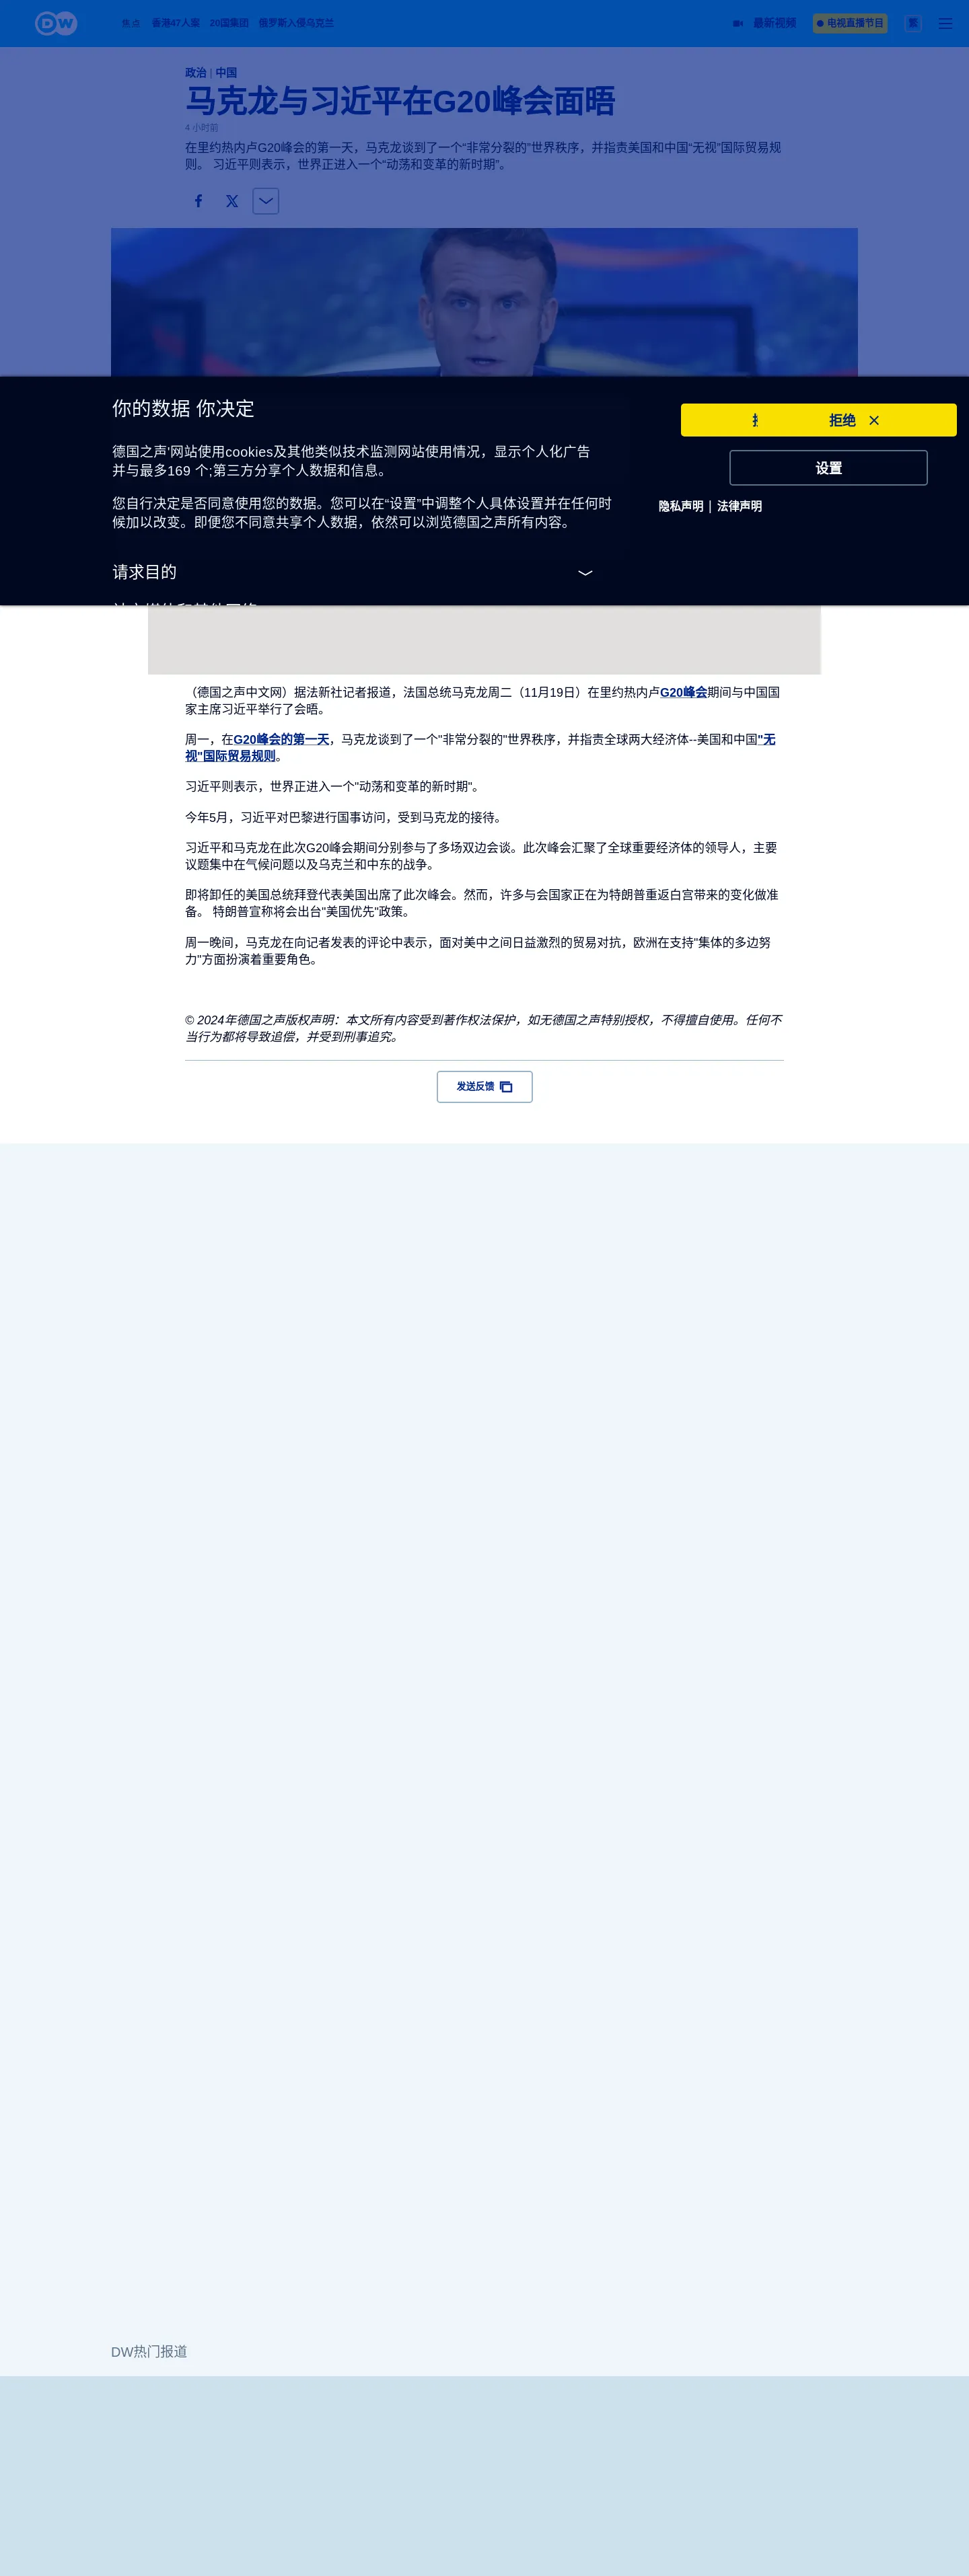 DW
焦点
香港47人案
20国集团
俄罗斯入侵乌克兰
最新视频
电视直播节目
繁
政治 | 中国
马克龙与习近平在G20峰会面晤
4 小时前
在里约热内卢G20峰会的第一天，马克龙谈到了一个“非常分裂的”世界秩序，并指责美国和中国“无视”国际贸易规
则。 习近平则表示，世界正进入一个“动荡和变革的新时期”。
你的数据 你决定
德国之声'网站使用cookies及其他类似技术监测网站使用情况，显示个人化广告
并与最多169 个;第三方分享个人数据和信息。
您自行决定是否同意使用您的数据。您可以在“设置”中调整个人具体设置并在任何时
候加以改变。即便您不同意共享个人数据，依然可以浏览德国之声所有内容。
请求目的
拒绝
设置
隐私声明 | 法律声明
（德国之声中文网）据法新社记者报道，法国总统马克龙周二（11月19日）在里约热内卢G20峰会期间与中国国
家主席习近平举行了会晤。
周一，在G20峰会的第一天，马克龙谈到了一个"非常分裂的"世界秩序，并指责全球两大经济体--美国和中国"无
视"国际贸易规则。
习近平则表示，世界正进入一个"动荡和变革的新时期"。
今年5月，习近平对巴黎进行国事访问，受到马克龙的接待。
习近平和马克龙在此次G20峰会期间分别参与了多场双边会谈。此次峰会汇聚了全球重要经济体的领导人，主要
议题集中在气候问题以及乌克兰和中东的战争。
即将卸任的美国总统拜登代表美国出席了此次峰会。然而，许多与会国家正在为特朗普重返白宫带来的变化做准
备。 特朗普宣称将会出台"美国优先"政策。
周一晚间，马克龙在向记者发表的评论中表示，面对美中之间日益激烈的贸易对抗，欧洲在支持"集体的多边努
力"方面扮演着重要角色。
© 2024年德国之声版权声明：本文所有内容受到著作权法保护，如无德国之声特别授权，不得擅自使用。任何不
当行为都将导致追偿，并受到刑事追究。
发送反馈
DW热门报道